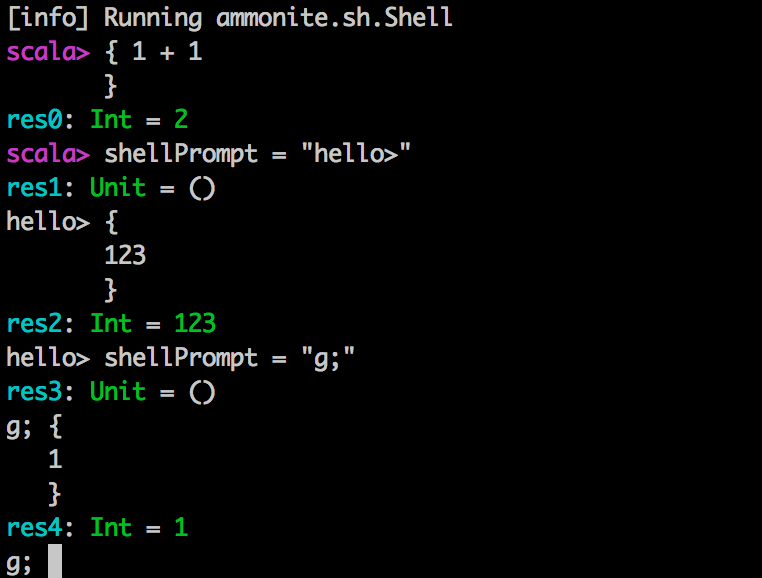 [info] Running ammonite.sh.Shell
scala> { 1 + 1
       }
res0: Int = 2
scala> shellPrompt = "hello>"
res1: Unit = ()
hello> {
       123
       }
res2: Int = 123
hello> shellPrompt = "g;"
res3: Unit = ()
g; {
   1
   }
res4: Int = 1
g;